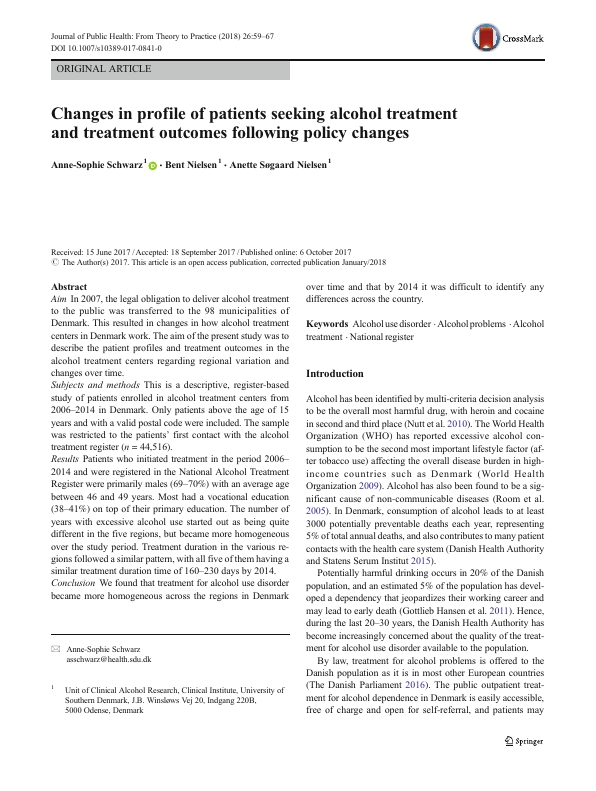 Journal of Public Health: From Theory to Practice (2018) 26:59–67
DOI 10.1007/s10389-017-0841-0
CrossMark
ORIGINAL ARTICLE
Changes in profile of patients seeking alcohol treatment
and treatment outcomes following policy changes
Anne-Sophie Schwarz1 iD · Bent Nielsen1 · Anette Søgaard Nielsen1
Received: 15 June 2017 / Accepted: 18 September 2017 / Published online: 6 October 2017
© The Author(s) 2017. This article is an open access publication, corrected publication January/2018
Abstract
Aim In 2007, the legal obligation to deliver alcohol treatment
to the public was transferred to the 98 municipalities of
Denmark. This resulted in changes in how alcohol treatment
centers in Denmark work. The aim of the present study was to
describe the patient profiles and treatment outcomes in the
alcohol treatment centers regarding regional variation and
changes over time.
Subjects and methods This is a descriptive, register-based
study of patients enrolled in alcohol treatment centers from
2006–2014 in Denmark. Only patients above the age of 15
years and with a valid postal code were included. The sample
was restricted to the patients' first contact with the alcohol
treatment register (n = 44,516).
Results Patients who initiated treatment in the period 2006–
2014 and were registered in the National Alcohol Treatment
Register were primarily males (69–70%) with an average age
between 46 and 49 years. Most had a vocational education
(38–41%) on top of their primary education. The number of
years with excessive alcohol use started out as being quite
different in the five regions, but became more homogeneous
over the study period. Treatment duration in the various re-
gions followed a similar pattern, with all five of them having a
similar treatment duration time of 160–230 days by 2014.
Conclusion We found that treatment for alcohol use disorder
became more homogeneous across the regions in Denmark
over time and that by 2014 it was difficult to identify any
differences across the country.
Keywords Alcohol use disorder · Alcohol problems · Alcohol
treatment · National register
Introduction
Alcohol has been identified by multi-criteria decision analysis
to be the overall most harmful drug, with heroin and cocaine
in second and third place (Nutt et al. 2010). The World Health
Organization (WHO) has reported excessive alcohol con-
sumption to be the second most important lifestyle factor (af-
ter tobacco use) affecting the overall disease burden in high-
income countries such as Denmark (World Health
Organization 2009). Alcohol has also been found to be a sig-
nificant cause of non-communicable diseases (Room et al.
2005). In Denmark, consumption of alcohol leads to at least
3000 potentially preventable deaths each year, representing
5% of total annual deaths, and also contributes to many patient
contacts with the health care system (Danish Health Authority
and Statens Serum Institut 2015).
Potentially harmful drinking occurs in 20% of the Danish
population, and an estimated 5% of the population has devel-
oped a dependency that jeopardizes their working career and
may lead to early death (Gottlieb Hansen et al. 2011). Hence,
during the last 20–30 years, the Danish Health Authority has
become increasingly concerned about the quality of the treat-
ment for alcohol use disorder available to the population.
By law, treatment for alcohol problems is offered to the
Danish population as it is in most other European countries
(The Danish Parliament 2016). The public outpatient treat-
ment for alcohol dependence in Denmark is easily accessible,
free of charge and open for self-referral, and patients may
Anne-Sophie Schwarz
asschwarz@health.sdu.dk
1 Unit of Clinical Alcohol Research, Clinical Institute, University of
Southern Denmark, J.B. Winsløws Vej 20, Indgang 220B,
5000 Odense, Denmark
Springer